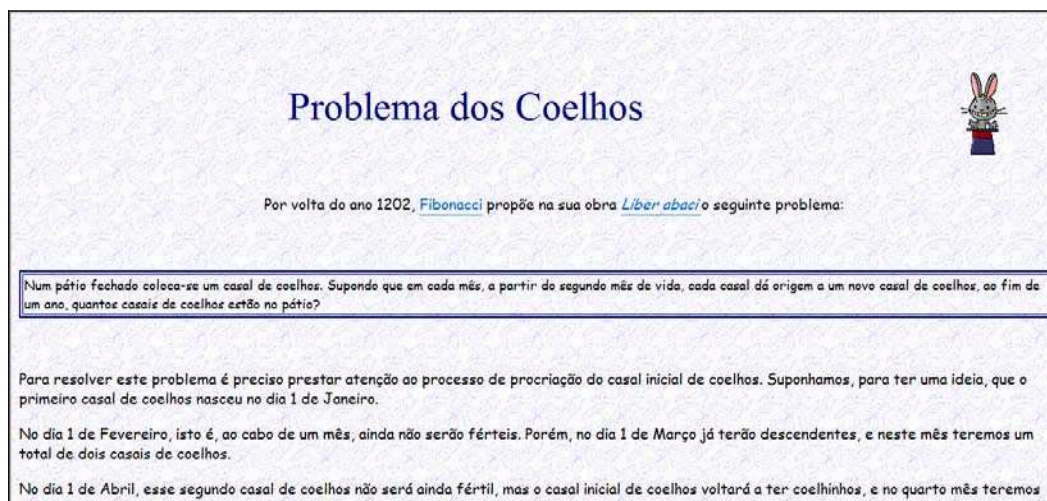 Problema dos Coelhos
Por volta do ano 1202, Fibonacci propõe na sua obra Liber abaci o seguinte problema:
Num pátio fechado coloca-se um casal de coelhos. Supondo que em cada mês, a partir do segundo mês de vida, cada casal dá origem a um novo casal de coelhos, ao fim de
um ano, quantos casais de coelhos estão no pátio?
Para resolver este problema é preciso prestar atenção ao processo de procriação do casal inicial de coelhos. Suponhamos, para ter uma ideia, que o
primeiro casal de coelhos nasceu no dia 1 de Janeiro.
No dia 1 de Fevereiro, isto é, ao cabo de um mês, ainda não serão férteis. Porém, no dia 1 de Março já terão descendentes, e neste mês teremos um
total de dois casais de coelhos.
No dia 1 de Abril, esse segundo casal de coelhos não será ainda fértil, mas o casal inicial de coelhos voltará a ter coelhinhos, e no quarto mês teremos